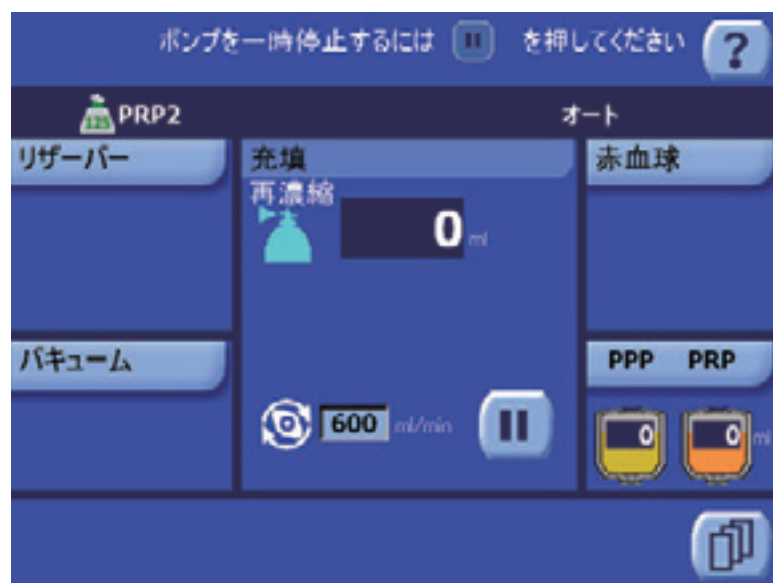 ポンプを一時停止するには を押してください ?
125 PRP2 オート
リザーバー
充填
赤血球
再濃縮
0 ml
バキューム
PPP PRP
600 ml/min
0 0 ml